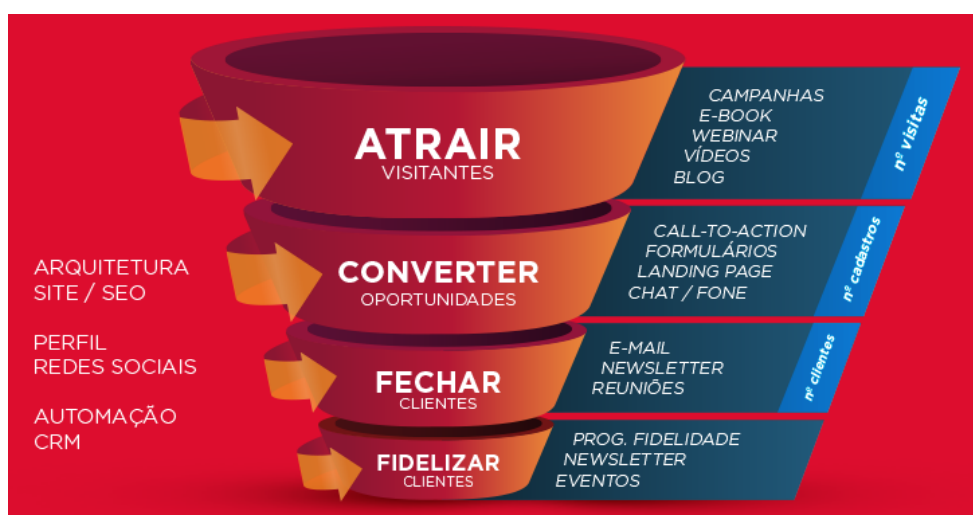 ATRAIR
VISITANTES
CAMPANHAS
E-BOOK
WEBINAR
VÍDEOS
BLOG
nº visitas
CONVERTER
OPORTUNIDADES
CALL-TO-ACTION
FORMULÁRIOS
LANDING PAGE
CHAT / FONE
nº cadastros
FECHAR
CLIENTES
E-MAIL
NEWSLETTER
REUNIÕES
nº clientes
FIDELIZAR
CLIENTES
PROG. FIDELIDADE
NEWSLETTER
EVENTOS
ARQUITETURA
SITE / SEO
PERFIL
REDES SOCIAIS
AUTOMAÇÃO
CRM